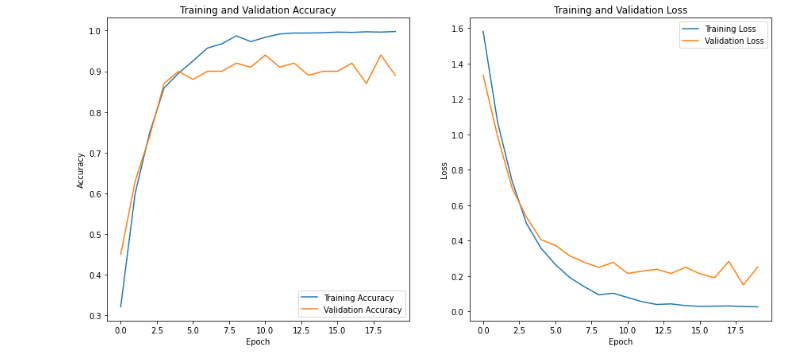 Training and Validation Accuracy
1.0
0.9
0.8
0.7
0.6
0.5
0.4
0.3
Accuracy
Training Accuracy
Validation Accuracy
0.0 2.5 5.0 7.5 10.0 12.5 15.0 17.5
Epoch
Training and Validation Loss
1.6
1.4
1.2
1.0
0.8
0.6
0.4
0.2
0.0
Loss
Training Loss
Validation Loss
0.0 2.5 5.0 7.5 10.0 12.5 15.0 17.5
Epoch